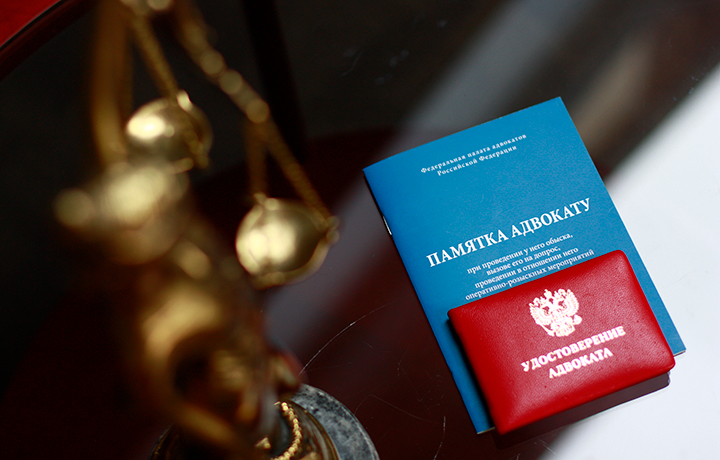 Федеральная палата адвокатов
Российской Федерации
ПАМЯТКА АДВОКАТУ
при проведении у него обыска,
вызове его на допрос,
проведении в отношении него
оперативно-розыскных мероприятий
УДОСТОВЕРЕНИЕ
АДВОКАТА